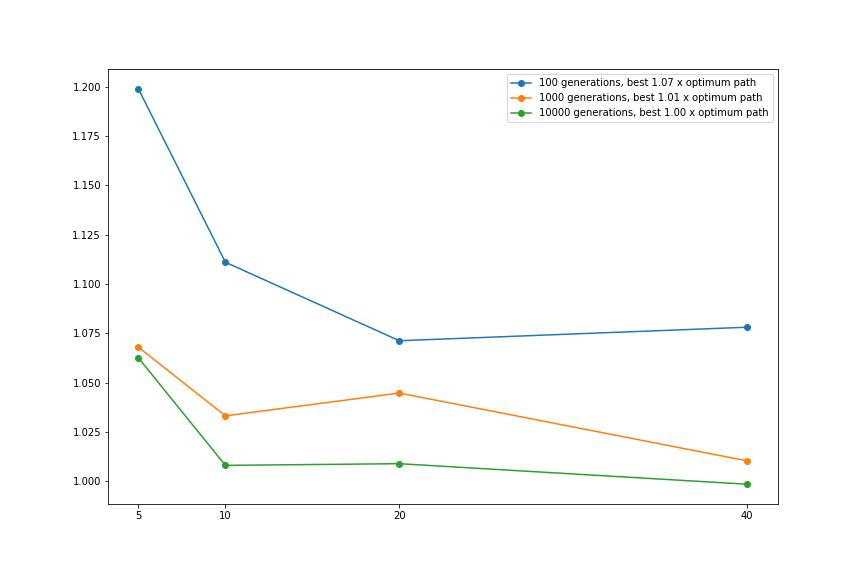 1.200
1.175
1.150
1.125
1.100
1.075
1.050
1.025
1.000
5 10 20 40
100 generations, best 1.07 x optimum path
1000 generations, best 1.01 x optimum path
10000 generations, best 1.00 x optimum path